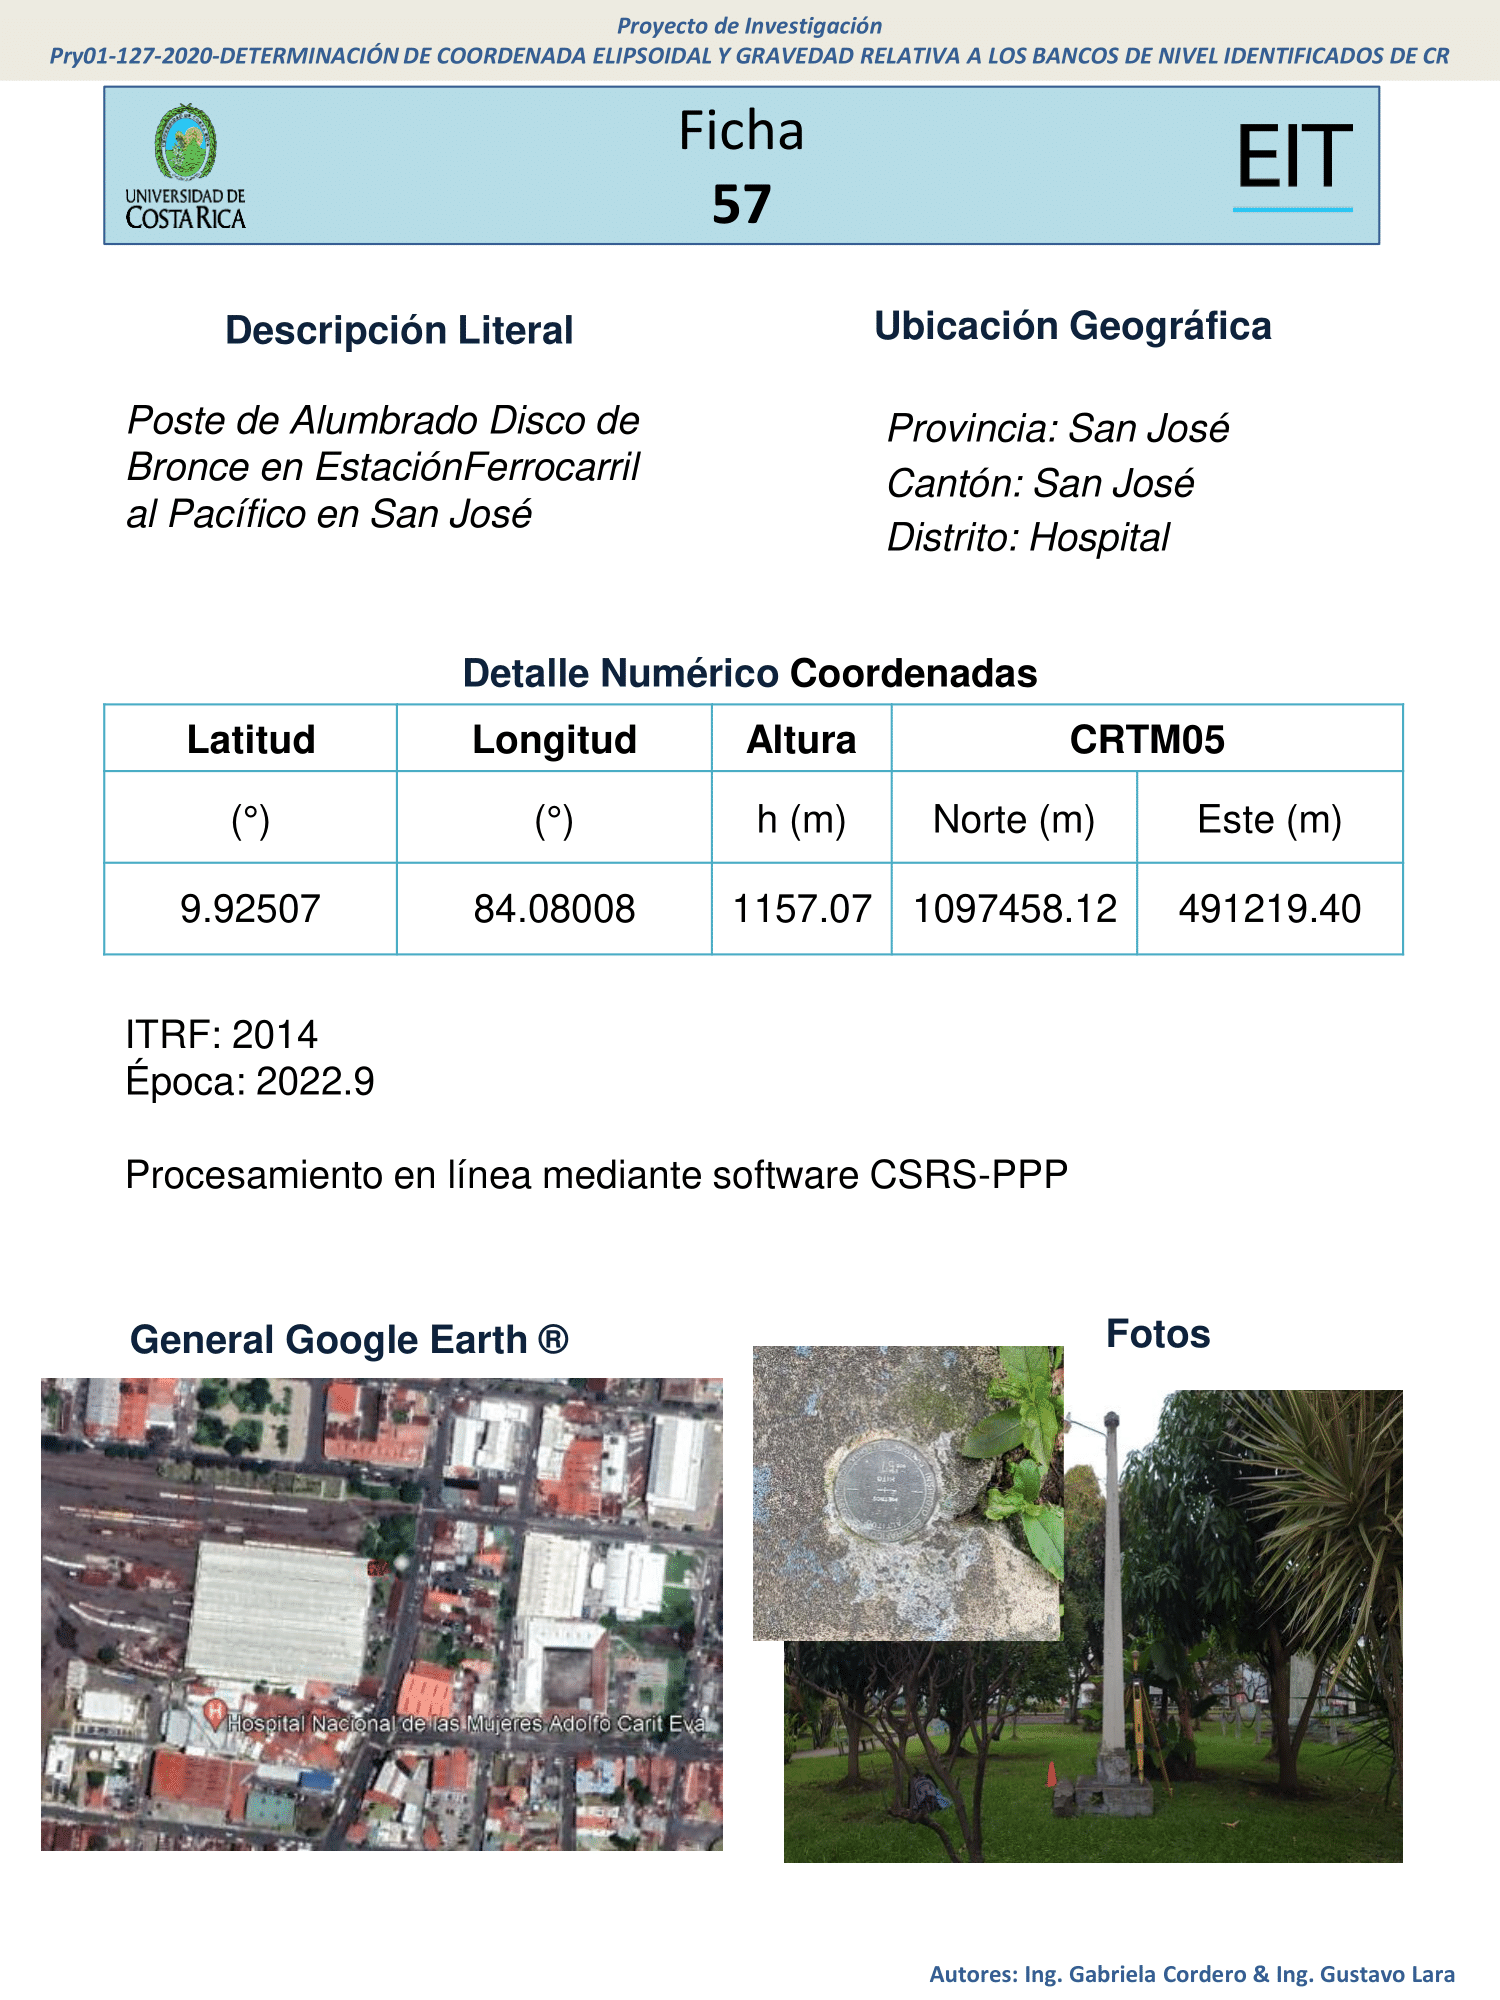 Proyecto de Investigación
Pry01-127-2020-DETERMINACIÓN DE COORDENADA ELIPSOIDAL Y GRAVEDAD RELATIVA A LOS BANCOS DE NIVEL IDENTIFICADOS DE CR
UNIVERSIDAD DE
COSTA RICA
Ficha
57
EIT
Descripción Literal
Poste de Alumbrado Disco de
Bronce en EstaciónFerrocarril
al Pacífico en San José
Ubicación Geográfica
Provincia: San José
Cantón: San José
Distrito: Hospital
Detalle Numérico Coordenadas
Latitud Longitud Altura CRTM05
(°) (°) h (m) Norte (m) Este (m)
9.92507 84.08008 1157.07 1097458.12 491219.40
ITRF: 2014
Época: 2022.9
Procesamiento en línea mediante software CSRS-PPP
General Google Earth ®
57
H
Hospital Nacional de las Mujeres Adolfo Carit Eva
Fotos
57
HITO
Autores: Ing. Gabriela Cordero & Ing. Gustavo Lara